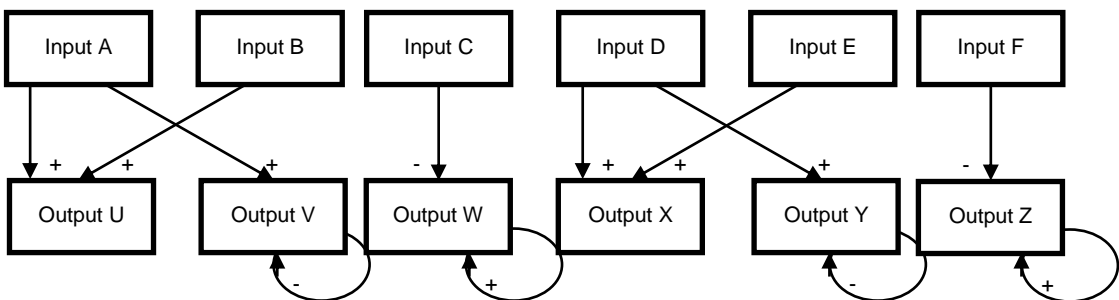 Input A Input B Input C Input D Input E Input F
+ + + - + + + -
Output U Output V Output W Output X Output Y Output Z
- + - +